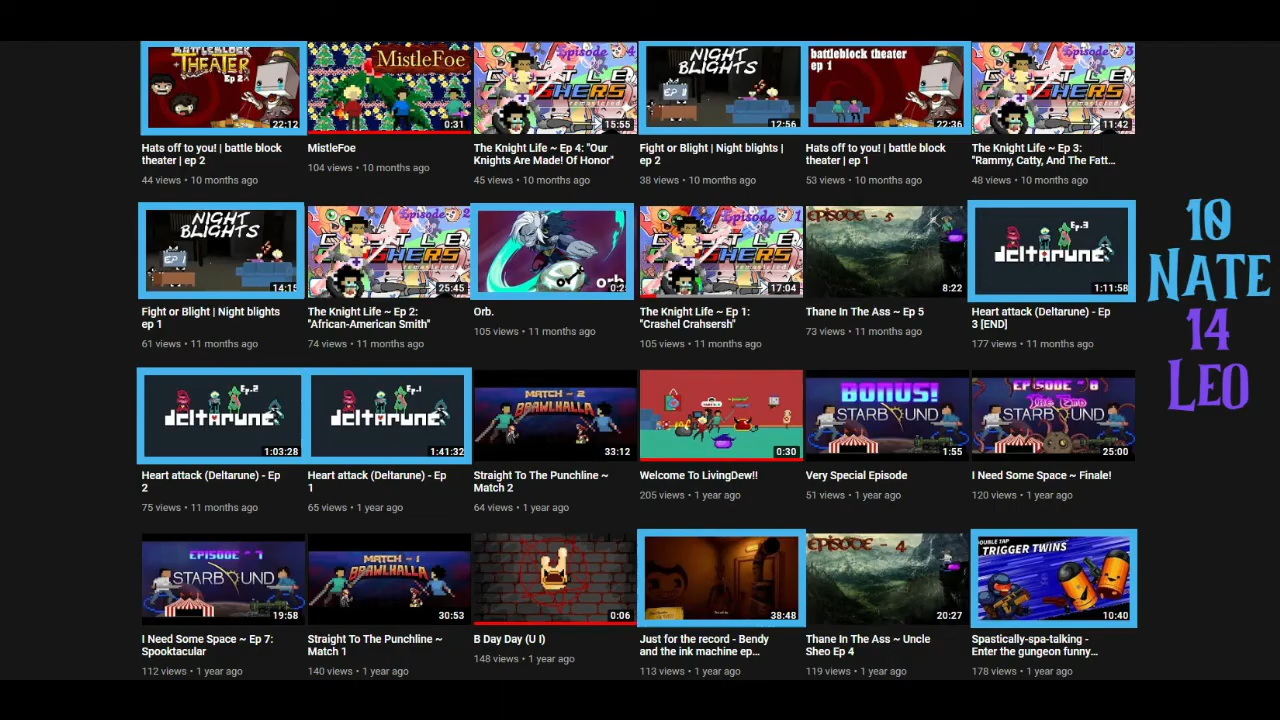 BATTLEBLOCK
THEATER
Ep 2
22:12
MistleFoe
0:31
Episode 4
remastered
15:55
NIGHT
BLIGHTS
EP 1
12:56
battleblock theater
ep 1
22:36
Episode 3
remastered
11:42
Hats off to you! | battle block
theater | ep 2
44 views • 10 months ago
MistleFoe
104 views • 10 months ago
The Knight Life ~ Ep 4: "Our
Knights Are Made! Of Honor"
45 views • 10 months ago
Fight or Blight | Night blights |
ep 2
38 views • 10 months ago
Hats off to you! | battle block
theater | ep 1
53 views • 10 months ago
The Knight Life ~ Ep 3:
"Rammy, Catty, And The Fatt...
48 views • 10 months ago
NIGHT
BLIGHTS
EP 1
14:15
Episode 2
remastered
25:45
orb.
Episode 1
remastered
17:04
EPISODE - 5
8:22
Ep.3
deltarune
1:11:58
10
NATE
14
LEO
Fight or Blight | Night blights
ep 1
61 views • 11 months ago
The Knight Life ~ Ep 2:
"African-American Smith"
74 views • 11 months ago
Orb.
105 views • 11 months ago
The Knight Life ~ Ep 1:
"Crashel Crahsersh"
105 views • 11 months ago
Thane In The Ass ~ Ep 5
73 views • 11 months ago
Heart attack (Deltarune) - Ep
3 [END]
177 views • 11 months ago
Ep.2
deltarune
1:03:28
Ep.1
deltarune
1:41:32
MATCH - 2
BRAWLHALLA
33:12
0:30
BONUS!
STARBOUND
1:55
EPISODE - 8
The End
STARBOUND
25:00
Heart attack (Deltarune) - Ep
2
75 views • 11 months ago
Heart attack (Deltarune) - Ep
1
65 views • 1 year ago
Straight To The Punchline ~
Match 2
64 views • 1 year ago
Welcome To LivingDew!!
205 views • 1 year ago
Very Special Episode
51 views • 1 year ago
I Need Some Space ~ Finale!
120 views • 1 year ago
EPISODE - 7
STARBOUND
19:58
MATCH - 1
BRAWLHALLA
30:53
0:06
38:48
EPISODE - 4
20:27
DOUBLE TAP
TRIGGER TWINS
10:40
I Need Some Space ~ Ep 7:
Spooktacular
112 views • 1 year ago
Straight To The Punchline ~
Match 1
140 views • 1 year ago
B Day Day (U I)
148 views • 1 year ago
Just for the record - Bendy
and the ink machine ep...
113 views • 1 year ago
Thane In The Ass ~ Uncle
Sheo Ep 4
119 views • 1 year ago
Spastically-spa-talking -
Enter the gungeon funny...
178 views • 1 year ago